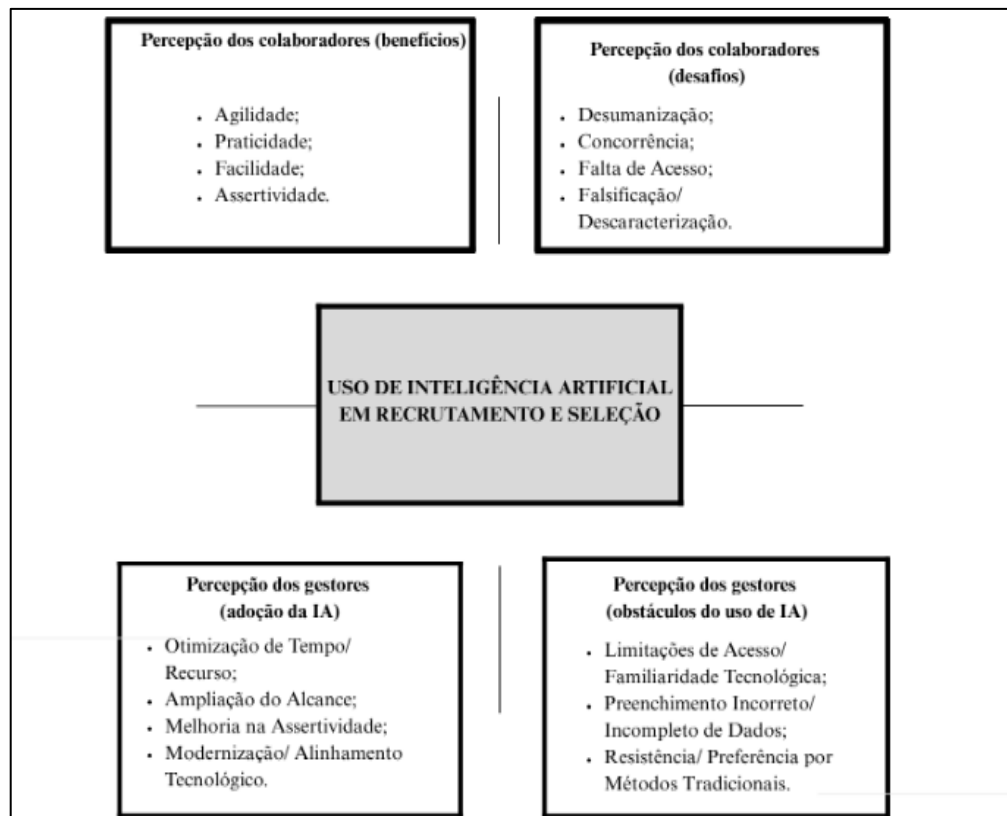 Percepção dos colaboradores (benefícios)
• Agilidade;
• Praticidade;
• Facilidade;
• Assertividade.
Percepção dos colaboradores
(desafios)
• Desumanização;
• Concorrência;
• Falta de Acesso;
• Falsificação/
Descaracterização.
USO DE INTELIGÊNCIA ARTIFICIAL
EM RECRUTAMENTO E SELEÇÃO
Percepção dos gestores
(adoção da IA)
• Otimização de Tempo/
Recurso;
• Ampliação do Alcance;
• Melhoria na Assertividade;
• Modernização/ Alinhamento
Tecnológico.
Percepção dos gestores
(obstáculos do uso de IA)
• Limitações de Acesso/
Familiaridade Tecnológica;
• Preenchimento Incorreto/
Incompleto de Dados;
• Resistência/ Preferência por
Métodos Tradicionais.